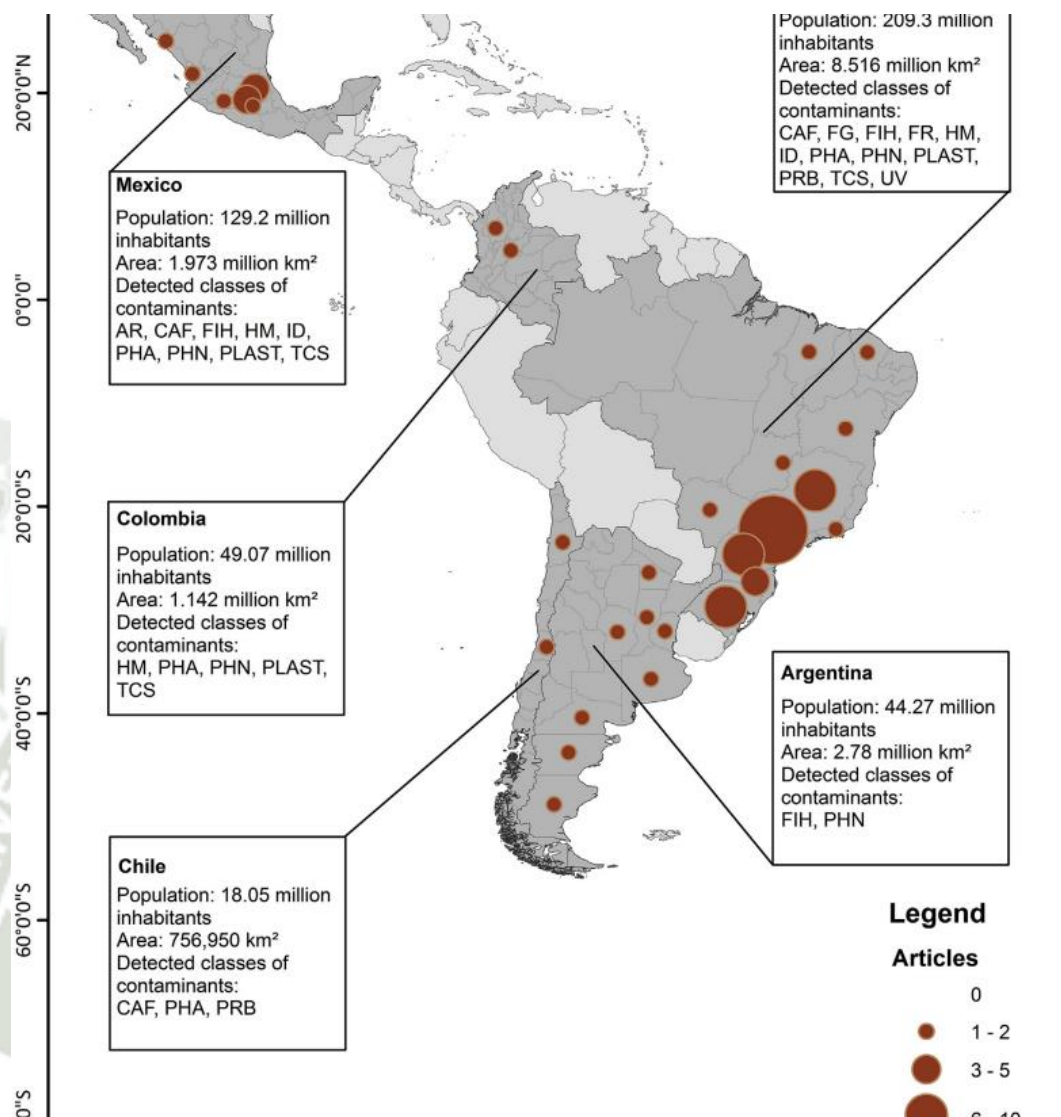 Population: 209.3 million
inhabitants
Area: 8.516 million km²
Detected classes of
contaminants:
CAF, FG, FIH, FR, HM,
ID, PHA, PHN, PLAST,
PRB, TCS, UV
20°0'0"N
Mexico
Population: 129.2 million
inhabitants
Area: 1.973 million km²
Detected classes of
contaminants:
AR, CAF, FIH, HM, ID,
PHA, PHN, PLAST, TCS
0°0'0"
20°0'0"S
Colombia
Population: 49.07 million
inhabitants
Area: 1.142 million km²
Detected classes of
contaminants:
HM, PHA, PHN, PLAST,
TCS
40°0'0"S
Argentina
Population: 44.27 million
inhabitants
Area: 2.78 million km²
Detected classes of
contaminants:
FIH, PHN
Chile
Population: 18.05 million
inhabitants
Area: 756,950 km²
Detected classes of
contaminants:
CAF, PHA, PRB
60°0'0"S
Legend
Articles
0
1 - 2
3 - 5
6 - 10